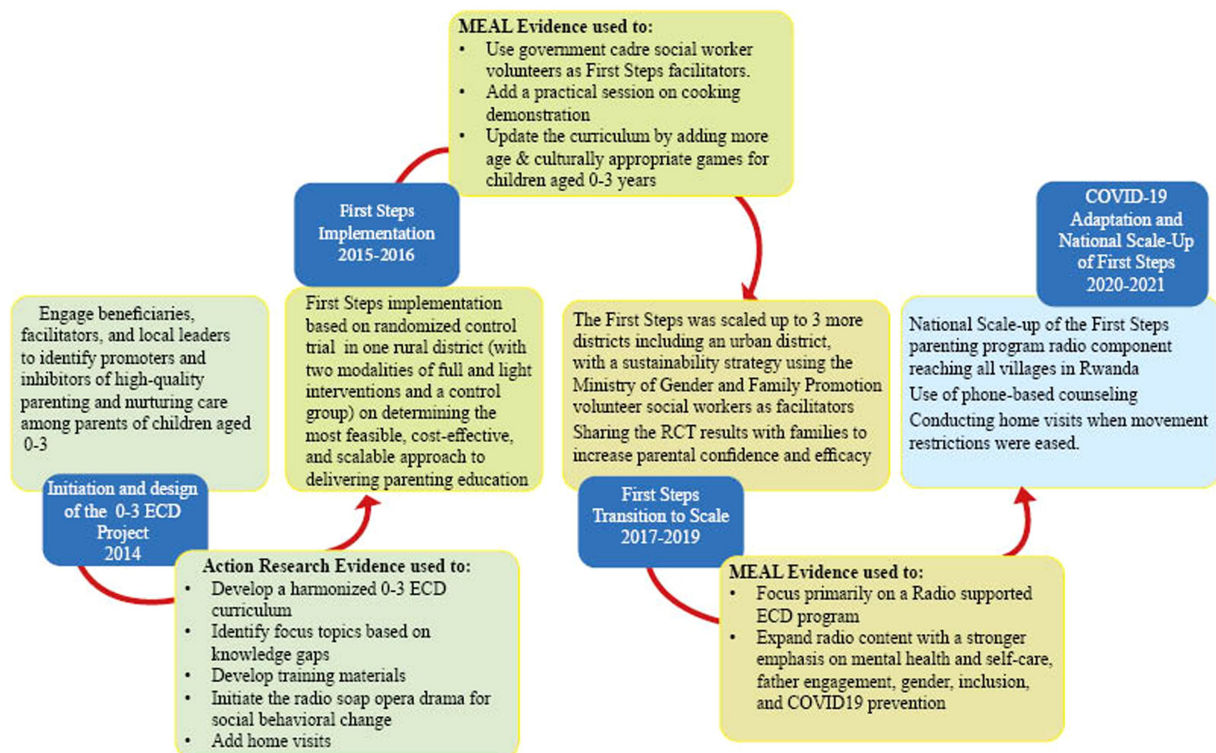 Engage beneficiaries,
facilitators, and local leaders
to identify promoters and
inhibitors of high-quality
parenting and nurturing care
among parents of children aged
0-3
Initiation and design
of the 0-3 ECD
Project
2014
Action Research Evidence used to:
• Develop a harmonized 0-3 ECD
curriculum
• Identify focus topics based on
knowledge gaps
• Develop training materials
• Initiate the radio soap opera drama for
social behavioral change
• Add home visits
First Steps
Implementation
2015-2016
First Steps implementation
based on randomized control
trial in one rural district (with
two modalities of full and light
interventions and a control
group) on determining the
most feasible, cost-effective,
and scalable approach to
delivering parenting education
MEAL Evidence used to:
• Use government cadre social worker
volunteers as First Steps facilitators.
• Add a practical session on cooking
demonstration
• Update the curriculum by adding more
age & culturally appropriate games for
children aged 0-3 years
The First Steps was scaled up to 3 more
districts including an urban district,
with a sustainability strategy using the
Ministry of Gender and Family Promotion
volunteer social workers as facilitators
Sharing the RCT results with families to
increase parental confidence and efficacy
First Steps
Transition to Scale
2017-2019
MEAL Evidence used to:
• Focus primarily on a Radio supported
ECD program
• Expand radio content with a stronger
emphasis on mental health and self-care,
father engagement, gender, inclusion,
and COVID19 prevention
COVID-19
Adaptation and
National Scale-Up
of First Steps
2020-2021
National Scale-up of the First Steps
parenting program radio component
reaching all villages in Rwanda
Use of phone-based counseling
Conducting home visits when movement
restrictions were eased.